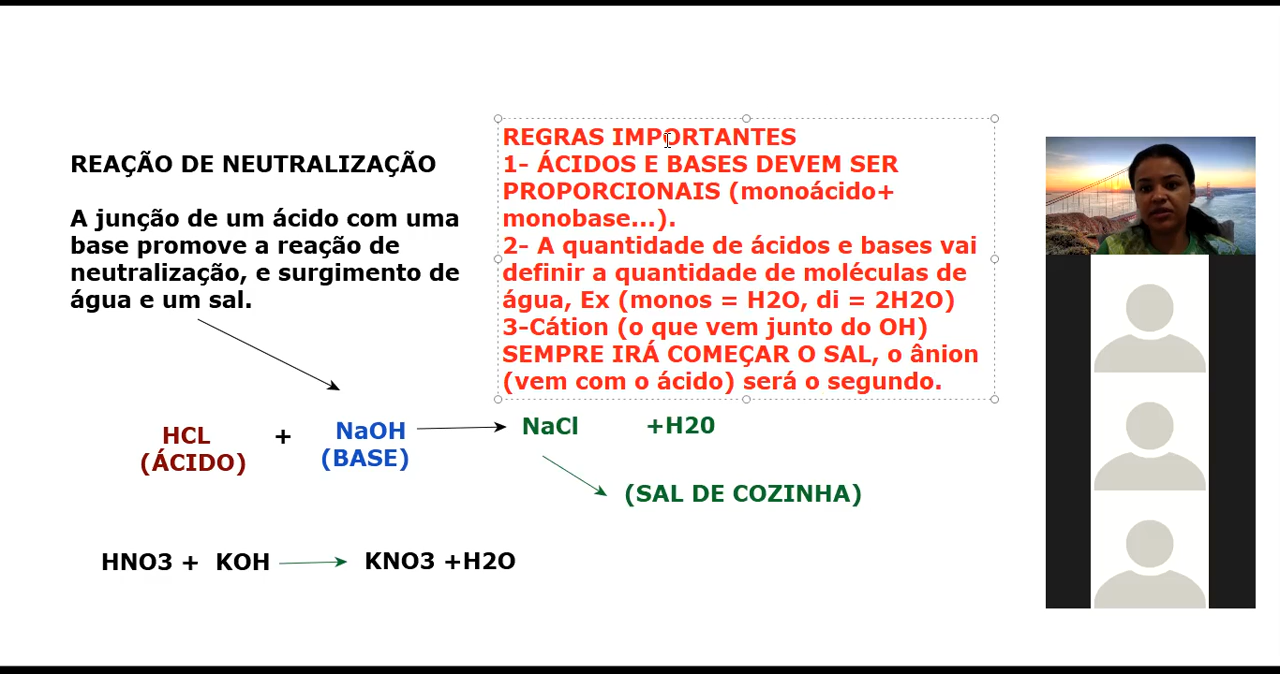 REAÇÃO DE NEUTRALIZAÇÃO
A junção de um ácido com uma
base promove a reação de
neutralização, e surgimento de
água e um sal.
REGRAS IMPORTANTES
1- ÁCIDOS E BASES DEVEM SER
PROPORCIONAIS (monoácido+
monobase...).
2- A quantidade de ácidos e bases vai
definir a quantidade de moléculas de
água, Ex (monos = H2O, di = 2H2O)
3-Cátion (o que vem junto do OH)
SEMPRE IRÁ COMEÇAR O SAL, o ânion
(vem com o ácido) será o segundo.
HCL + NaOH NaCl +H20
(ÁCIDO) (BASE)
(SAL DE COZINHA)
HNO3 + KOH KNO3 +H2O